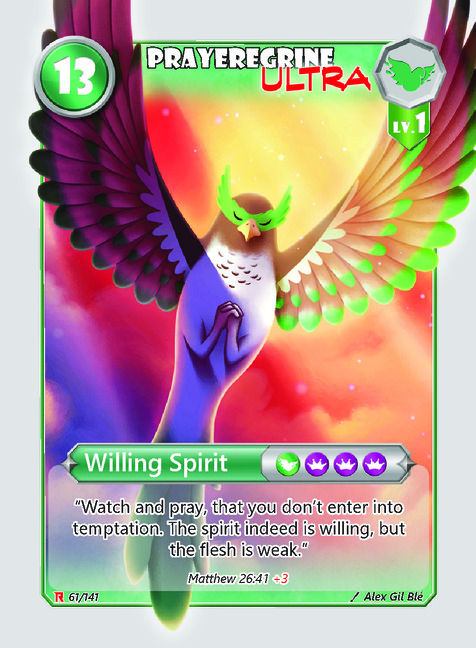 13
PRAYEREGRINE
ULTRA
LV.1
Willing Spirit
“Watch and pray, that you don’t enter into
temptation. The spirit indeed is willing, but
the flesh is weak.”
Matthew 26:41 +3
R 61/141
Alex Gil Blé